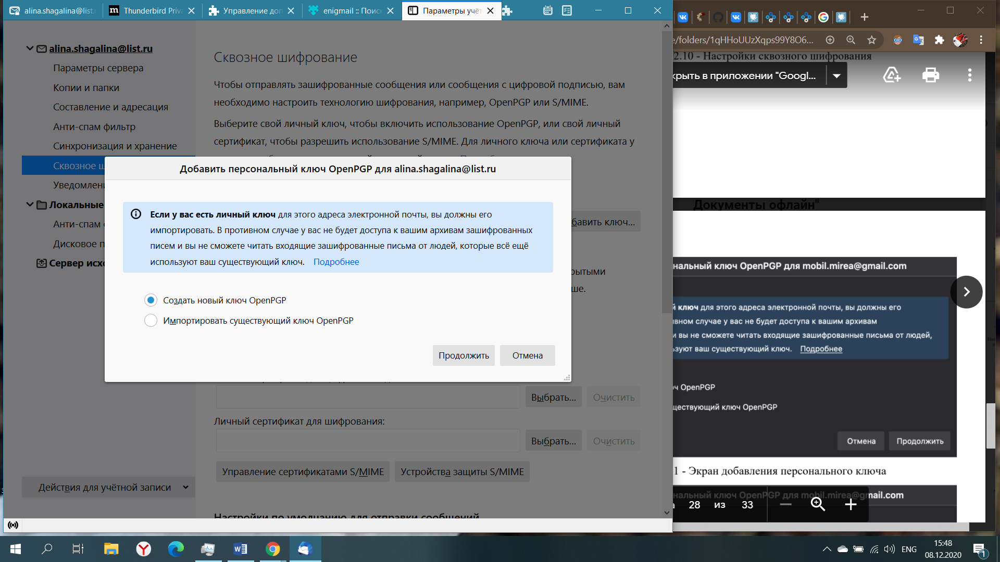 alina.shagalina@list.
Thunderbird Priva
Управление доп
enigmail :: Поиск
Параметры учёт
alina.shagalina@list.ru
Параметры сервера
Копии и папки
Составление и адресация
Анти-спам фильтр
Синхронизация и хранение
Сквозное ш
Уведомлени
Локальные
Анти-спам
Дисковое п
Сервер исхо
Действия для учётной записи
Сквозное шифрование
Чтобы отправлять зашифрованные сообщения или сообщения с цифровой подписью, вам
необходимо настроить технологию шифрования, например, OpenPGP или S/MIME.
Выберите свой личный ключ, чтобы включить использование OpenPGP, или свой личный
сертификат, чтобы разрешить использование S/MIME. Для личного ключа или сертификата у
бавить ключ...
рытыми
ше.
Добавить персональный ключ OpenPGP для alina.shagalina@list.ru
Если у вас есть личный ключ для этого адреса электронной почты, вы должны его
импортировать. В противном случае у вас не будет доступа к вашим архивам зашифрованных
писем и вы не сможете читать входящие зашифрованные письма от людей, которые всё ещё
используют ваш существующий ключ. Подробнее
Создать новый ключ OpenPGP
Импортировать существующий ключ OpenPGP
Продолжить
Отмена
Выбрать...
Очистить
Личный сертификат для шифрования:
Выбрать...
Очистить
Управление сертификатами S/MIME
Устройства защиты S/MIME
Настройки по умолчанию для отправки сообщений
e/folders/1qHHoUUzXqps99Y8O6...
2.10 - Настройки сквозного шифрования
крыть в приложении "Googl...
Документы офлайн"
нальный ключ OpenPGP для mobil.mirea@gmail.com
й ключ для этого адреса электронной почты, вы должны его
ивном случае у вас не будет доступа к вашим архивам
и вы не сможете читать входящие зашифрованные письма от людей,
ьзуют ваш существующий ключ. Подробнее
юч OpenPGP
ществующий ключ OpenPGP
Отмена
Продолжить
1 - Экран добавления персонального ключа
нальный ключ OpenPGP для mobil.mirea@gmail.com
а 28 из 33
ENG
15:48
08.12.2020
1